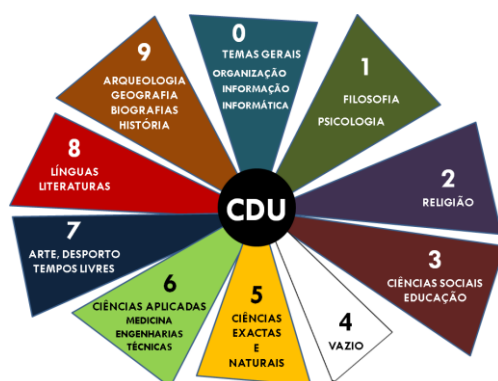 0
TEMAS GERAIS
ORGANIZAÇÃO
INFORMAÇÃO
INFORMÁTICA
1
FILOSOFIA
PSICOLOGIA
2
RELIGIÃO
3
CIÊNCIAS SOCIAIS
EDUCAÇÃO
4
VAZIO
5
CIÊNCIAS
EXACTAS
E
NATURAIS
6
CIÊNCIAS APLICADAS
MEDICINA
ENGENHARIAS
TÉCNICAS
7
ARTE, DESPORTO
TEMPOS LIVRES
8
LÍNGUAS
LITERATURAS
9
ARQUEOLOGIA
GEOGRAFIA
BIOGRAFIAS
HISTÓRIA
CDU